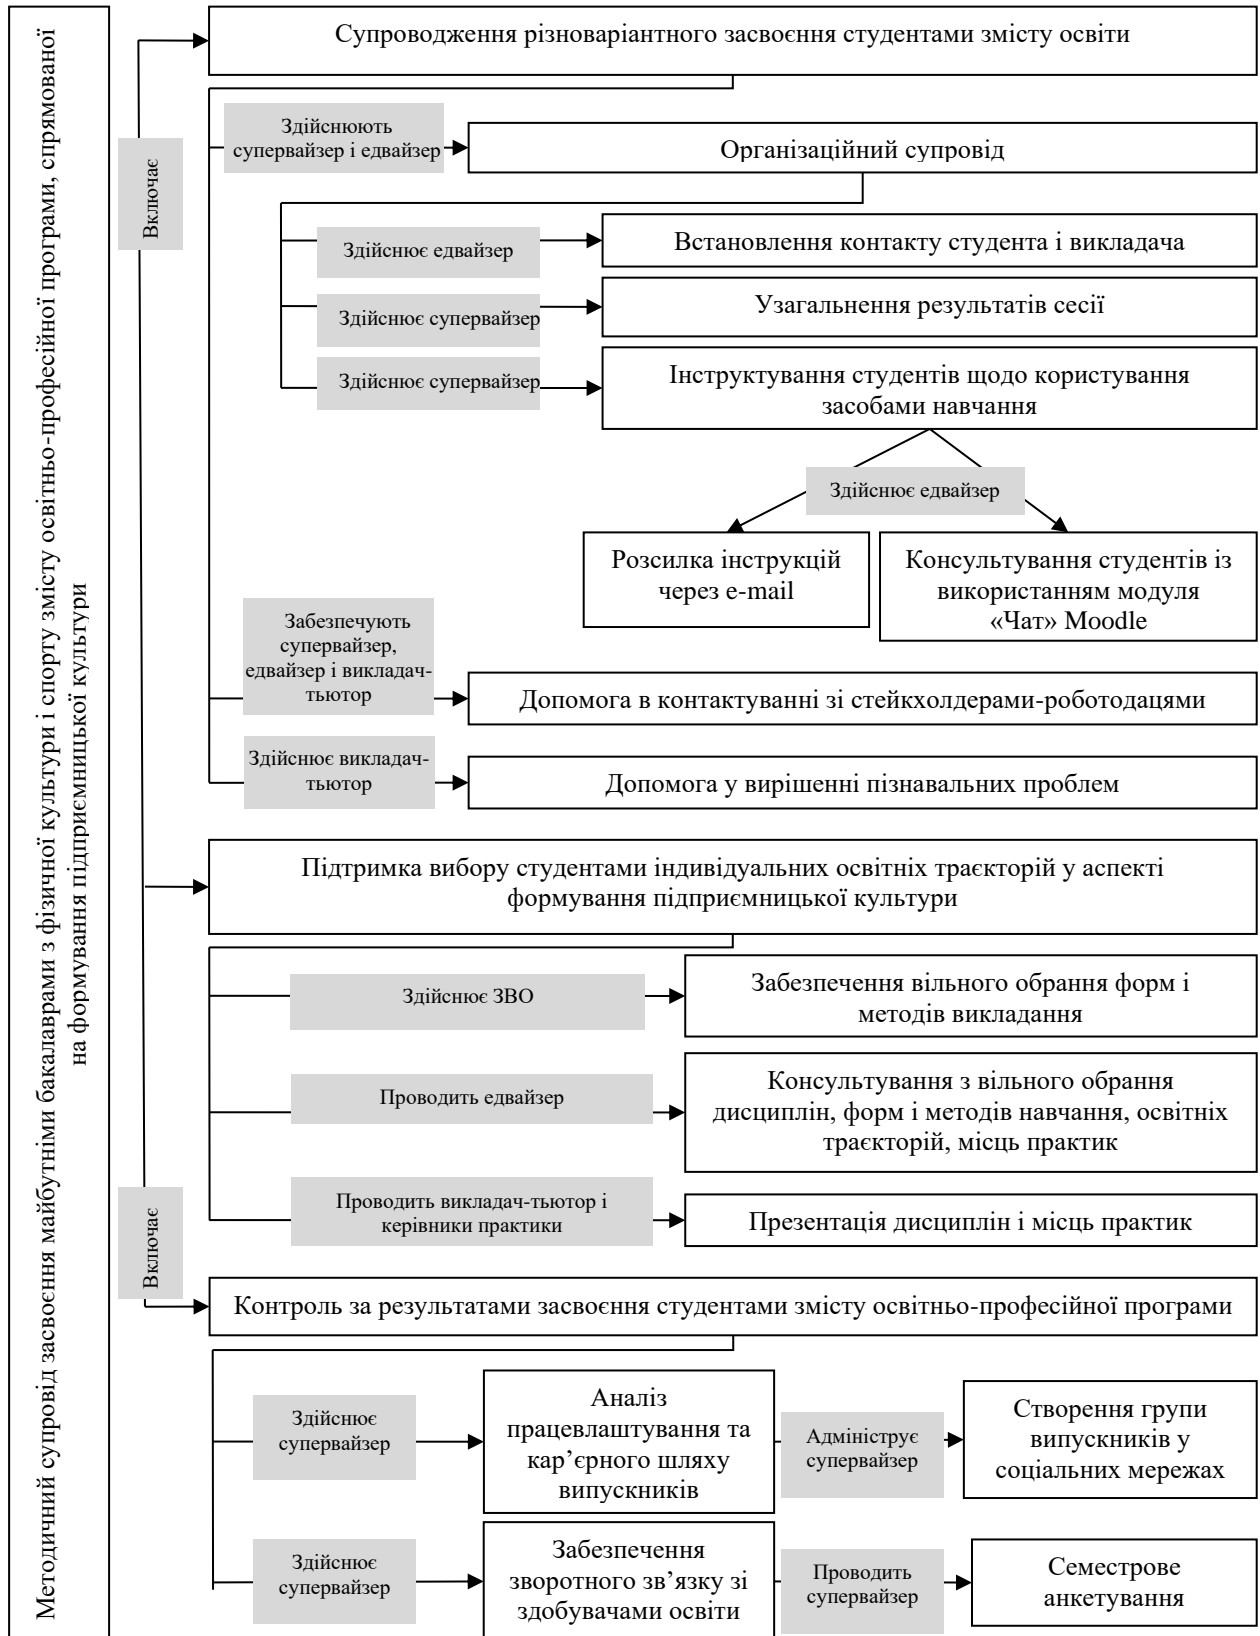 Методичний супровід засвоєння майбутніми бакалаврами з фізичної культури і спорту змісту освітньо-професійної програми, спрямованої
на формування підприємницької культури
Включає
Супроводження різноваріантного засвоєння студентами змісту освіти
Здійснюють
супервайзер і едвайзер
Організаційний супровід
Здійснює едвайзер
Встановлення контакту студента і викладача
Здійснює супервайзер
Узагальнення результатів сесії
Здійснює супервайзер
Інструктування студентів щодо користування
засобами навчання
Здійснює едвайзер
Розсилка інструкцій
через e-mail
Консультування студентів із
використанням модуля
«Чат» Moodle
Забезпечують
супервайзер,
едвайзер і викладач-
тьютор
Допомога в контактуванні зі стейкхолдерами-роботодацями
Здійснює викладач-
тьютор
Допомога у вирішенні пізнавальних проблем
Підтримка вибору студентами індивідуальних освітніх траєкторій у аспекті
формування підприємницької культури
Здійснює ЗВО
Забезпечення вільного обрання форм і
методів викладання
Проводить едвайзер
Консультування з вільного обрання
дисциплін, форм і методів навчання, освітніх
траєкторій, місць практик
Проводить викладач-тьютор і
керівники практики
Презентація дисциплін і місць практик
Включає
Контроль за результатами засвоєння студентами змісту освітньо-професійної програми
Здійснює
супервайзер
Аналіз
працевлаштування та
кар’єрного шляху
випускників
Адмініструє
супервайзер
Створення групи
випускників у
соціальних мережах
Здійснює
супервайзер
Забезпечення
зворотного зв’язку зі
здобувачами освіти
Проводить
супервайзер
Семестрове
анкетування